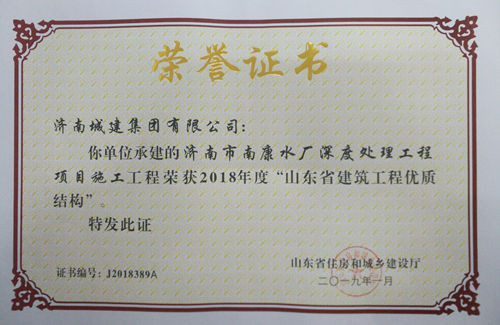 荣誉证书
济南城建集团有限公司:
你单位承建的济南市南康水厂深度处理工程
项目施工工程荣获2018年度“山东省建筑工程优质
结构”。
特发此证
山东省住房和城乡建设厅
证书编号: J2018389A
二〇一九年一月